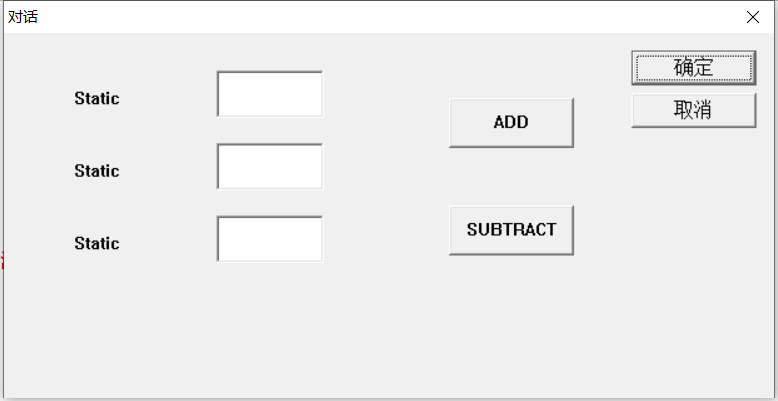 对话
Static
Static
Static
ADD
SUBTRACT
确定
取消